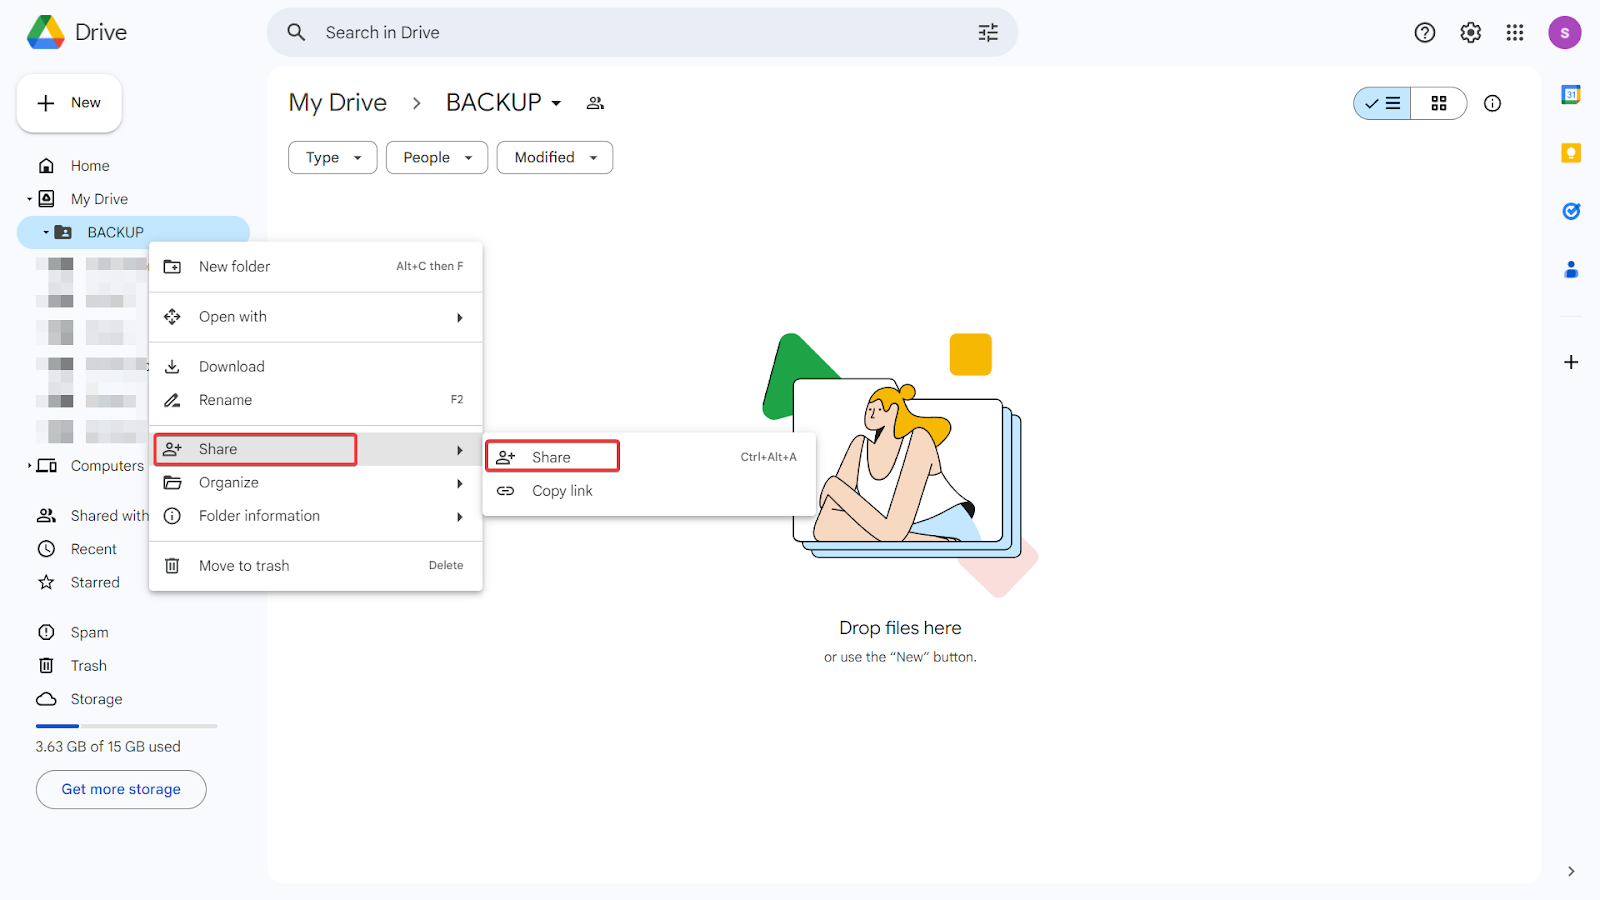 Drive
Search in Drive
S
New
My Drive
BACKUP
31
Type
People
Modified
Home
My Drive
BACKUP
New folder
Alt+C then F
Open with
Download
Rename
F2
Share
Share
Ctrl+Alt+A
Organize
Copy link
Folder information
Move to trash
Delete
Computers
Shared with
Recent
Starred
Spam
Trash
Storage
3.63 GB of 15 GB used
Get more storage
Drop files here
or use the “New” button.